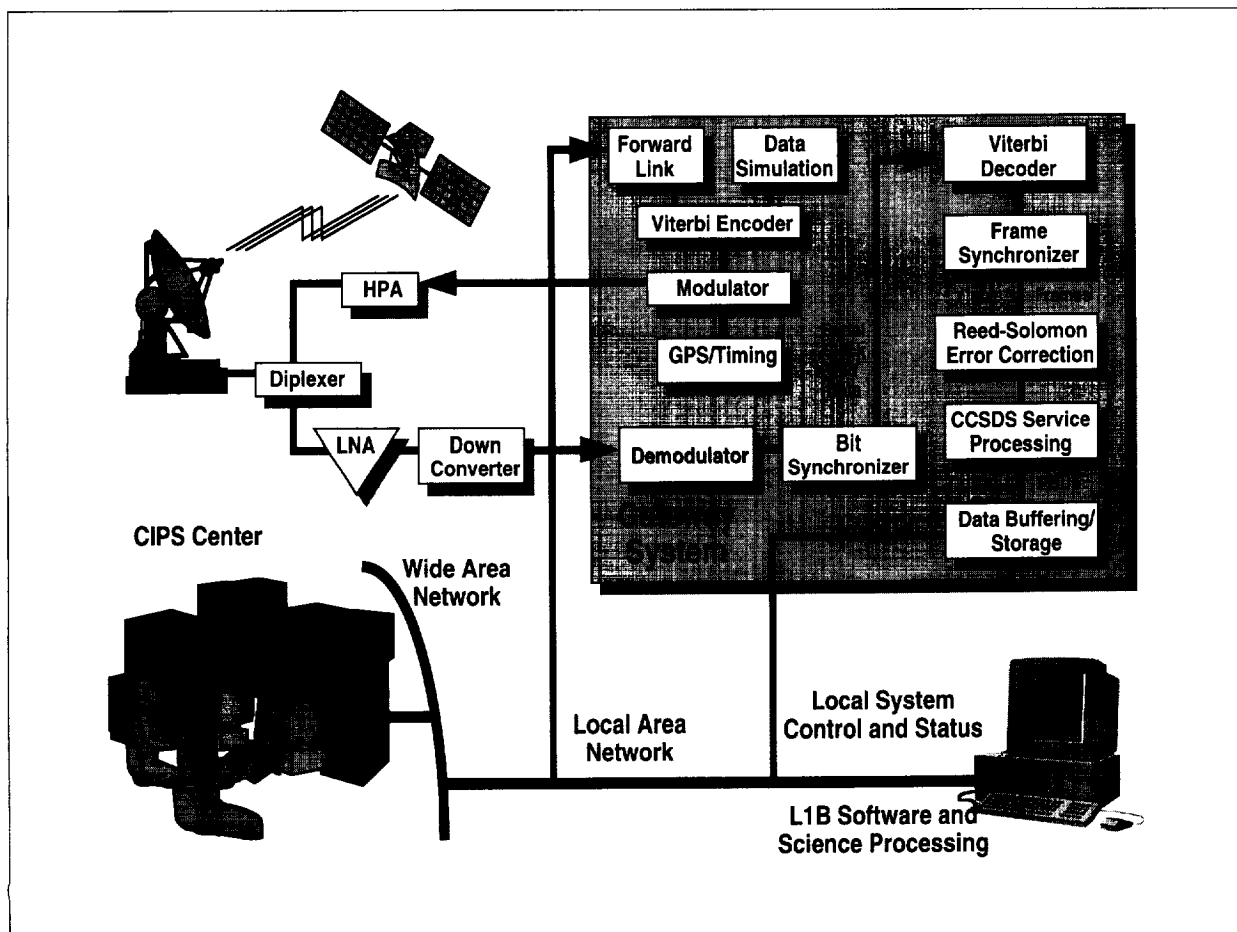 Forward
Link
Data
Simulation
Viterbi
Decoder
Viterbi Encoder
Frame
Synchronizer
HPA
Modulator
Reed-Solomon
Error Correction
GPS/Timing
Diplexer
CCSDS Service
Processing
LNA
Down
Converter
Demodulator
Bit
Synchronizer
System
Data Buffering/
Storage
CIPS Center
Wide Area
Network
Local Area
Network
Local System
Control and Status
L1B Software and
Science Processing